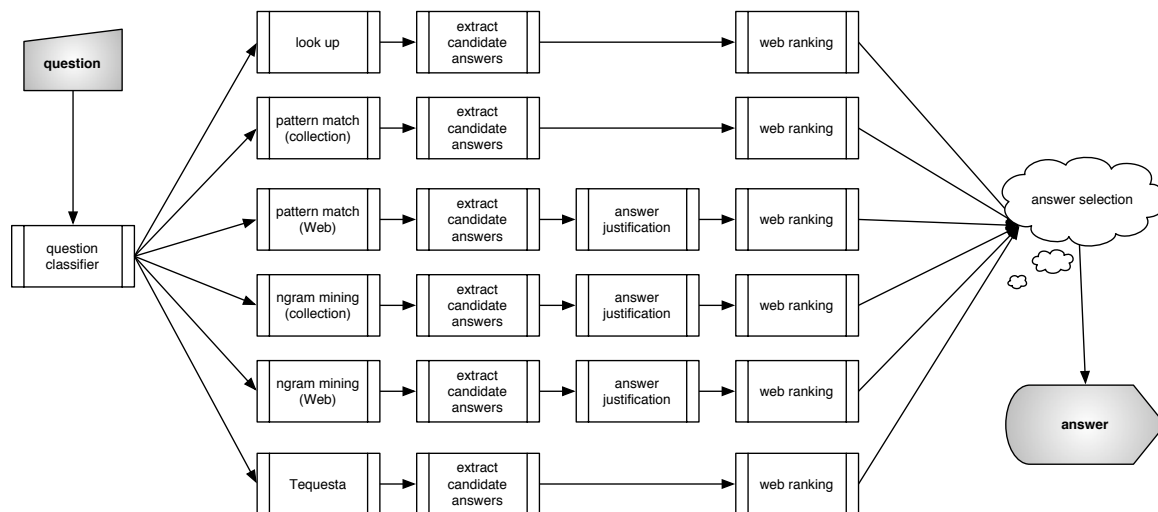 question
question
classifier
look up
extract
candidate
answers
web ranking
pattern match
(collection)
extract
candidate
answers
web ranking
pattern match
(Web)
extract
candidate
answers
answer
justification
web ranking
ngram mining
(collection)
extract
candidate
answers
answer
justification
web ranking
ngram mining
(Web)
extract
candidate
answers
answer
justification
web ranking
Tequesta
extract
candidate
answers
web ranking
answer selection
answer